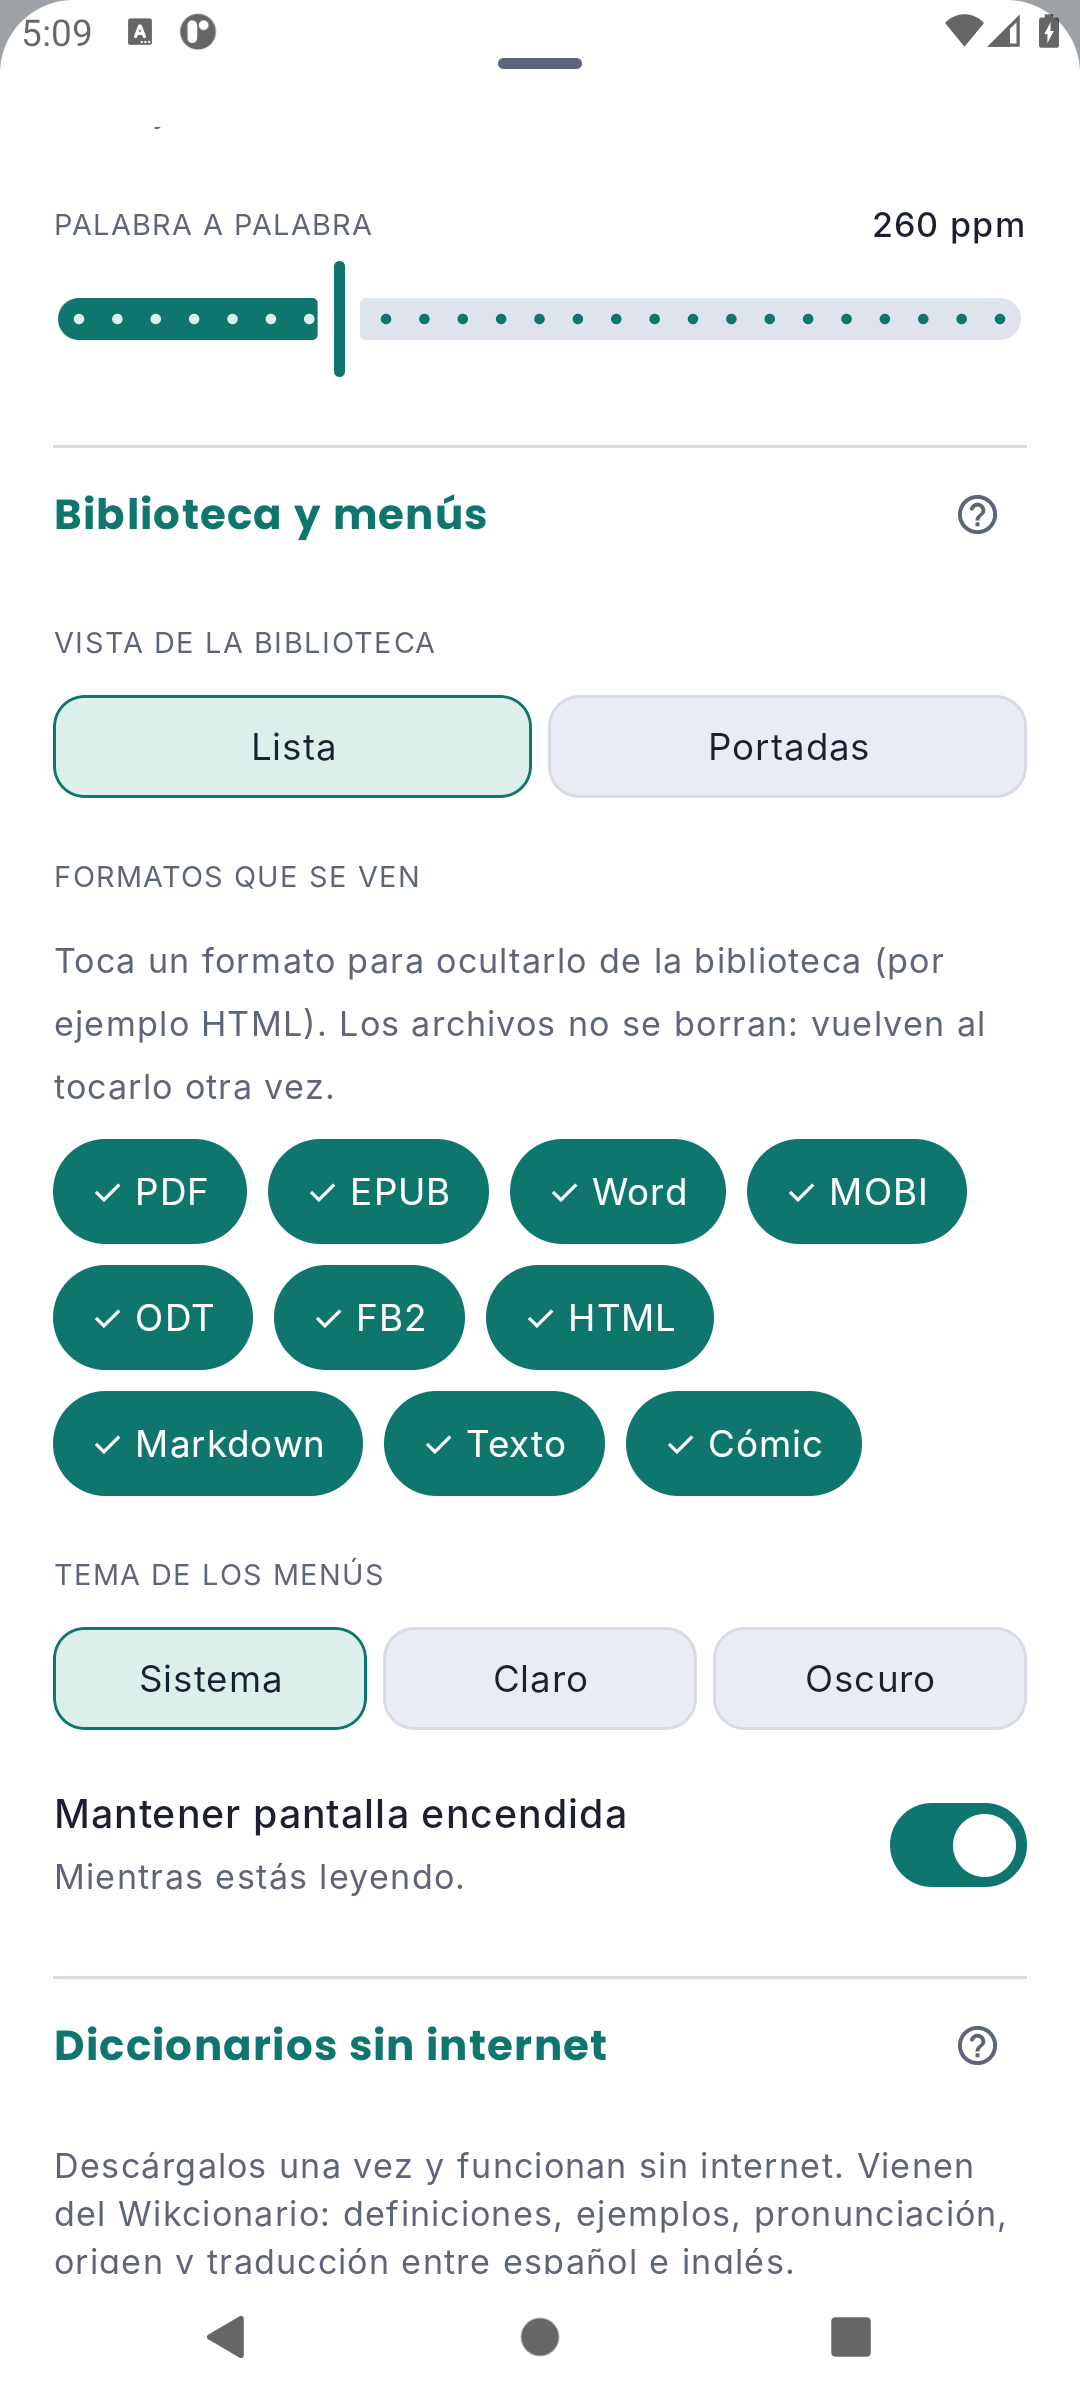 5:09
PALABRA A PALABRA
260 ppm
Biblioteca y menús
VISTA DE LA BIBLIOTECA
Lista
Portadas
FORMATOS QUE SE VEN
Toca un formato para ocultarlo de la biblioteca (por
ejemplo HTML). Los archivos no se borran: vuelven al
tocarlo otra vez.
PDF
EPUB
Word
MOBI
ODT
FB2
HTML
Markdown
Texto
Cómic
TEMA DE LOS MENÚS
Sistema
Claro
Oscuro
Mantener pantalla encendida
Mientras estás leyendo.
Diccionarios sin internet
Descárgalos una vez y funcionan sin internet. Vienen
del Wikcionario: definiciones, ejemplos, pronunciación,
origen y traducción entre español e inglés.